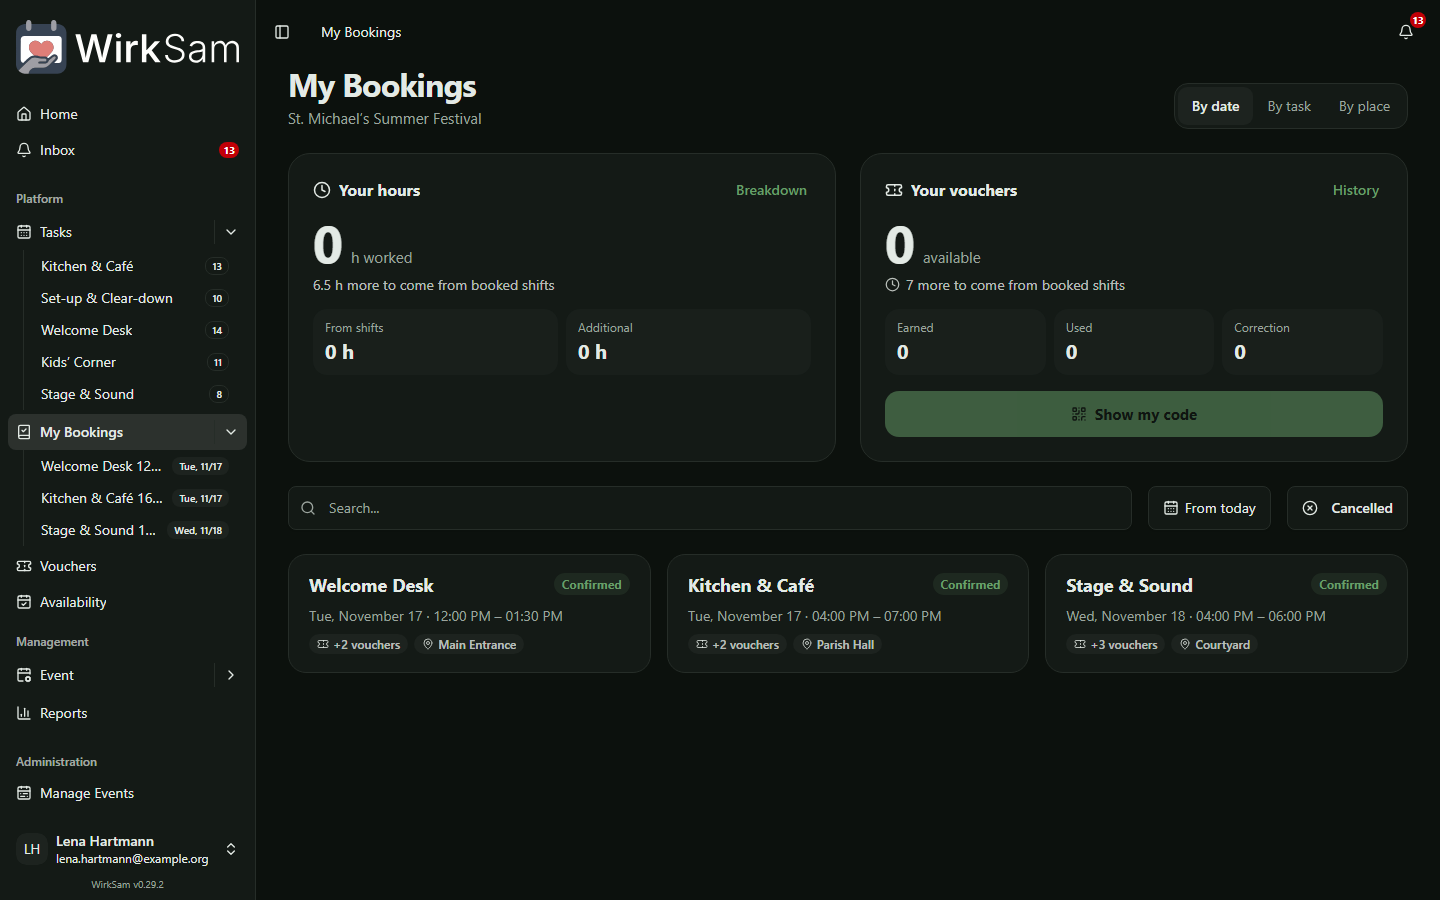 WirkSam
Home
Inbox 13
Platform
Tasks
Kitchen & Café 13
Set-up & Clear-down 10
Welcome Desk 14
Kids’ Corner 11
Stage & Sound 8
My Bookings
Welcome Desk 12... Tue, 11/17
Kitchen & Café 16... Tue, 11/17
Stage & Sound 1... Wed, 11/18
Vouchers
Availability
Management
Event
Reports
Administration
Manage Events
LH
Lena Hartmann
lena.hartmann@example.org
WirkSam v0.29.2
My Bookings
13
My Bookings
St. Michael’s Summer Festival
By date By task By place
Your hours Breakdown
0 h worked
6.5 h more to come from booked shifts
From shifts
0 h
Additional
0 h
Your vouchers History
0 available
7 more to come from booked shifts
Earned
0
Used
0
Correction
0
Show my code
Search...
From today
Cancelled
Welcome Desk Confirmed
Tue, November 17 · 12:00 PM – 01:30 PM
+2 vouchers Main Entrance
Kitchen & Café Confirmed
Tue, November 17 · 04:00 PM – 07:00 PM
+2 vouchers Parish Hall
Stage & Sound Confirmed
Wed, November 18 · 04:00 PM – 06:00 PM
+3 vouchers Courtyard